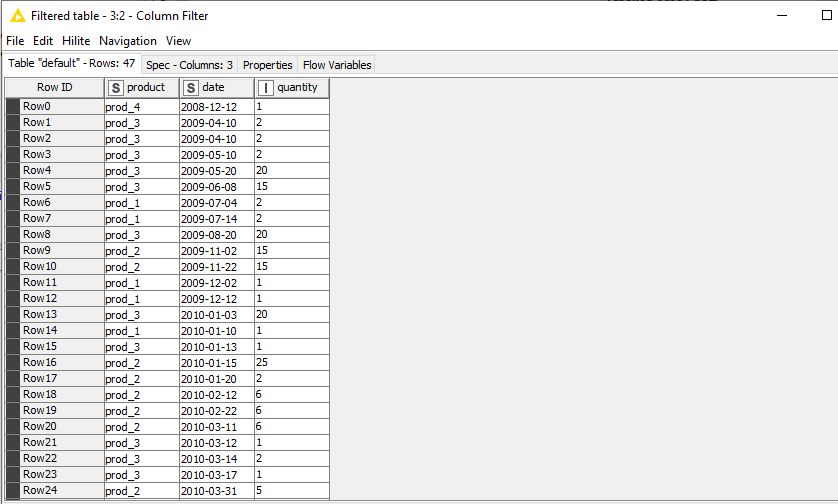 Filtered table - 3:2 - Column Filter
File Edit Hilite Navigation View
Table "default" - Rows: 47 Spec - Columns: 3 Properties Flow Variables
Row ID S product S date I quantity
Row0 prod_4 2008-12-12 1
Row1 prod_3 2009-04-10 2
Row2 prod_3 2009-04-10 2
Row3 prod_3 2009-05-10 2
Row4 prod_3 2009-05-20 20
Row5 prod_3 2009-06-08 15
Row6 prod_1 2009-07-04 2
Row7 prod_1 2009-07-14 2
Row8 prod_3 2009-08-20 20
Row9 prod_2 2009-11-02 15
Row10 prod_2 2009-11-22 15
Row11 prod_1 2009-12-02 1
Row12 prod_1 2009-12-12 1
Row13 prod_3 2010-01-03 20
Row14 prod_1 2010-01-10 1
Row15 prod_3 2010-01-13 1
Row16 prod_2 2010-01-15 25
Row17 prod_2 2010-01-20 2
Row18 prod_2 2010-02-12 6
Row19 prod_2 2010-02-22 6
Row20 prod_2 2010-03-11 6
Row21 prod_3 2010-03-12 1
Row22 prod_3 2010-03-14 2
Row23 prod_3 2010-03-17 1
Row24 prod_2 2010-03-31 5